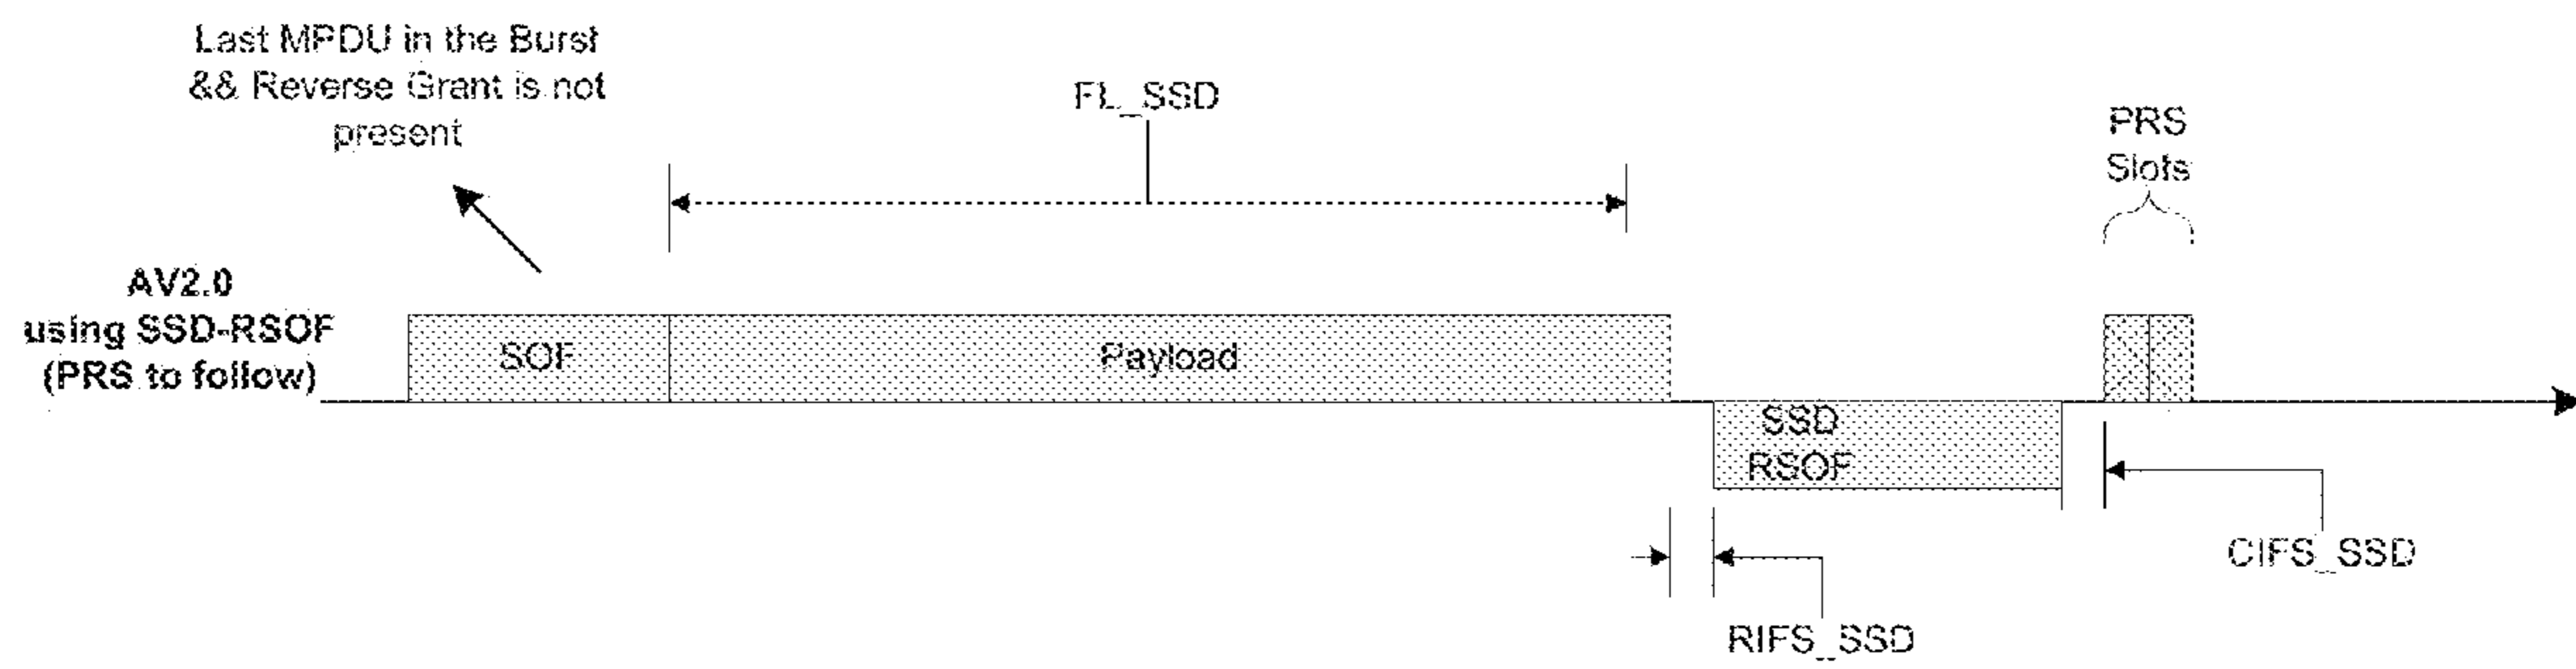 Last MPDU in the Burst
&& Reverse Grant is not
present
FL_SSD
PRS
Slots
AV2.0
using SSD-RSOF
(PRS to follow)
SOF
Payload
SSD
RSOF
CIFS_SSD
RIFS_SSD